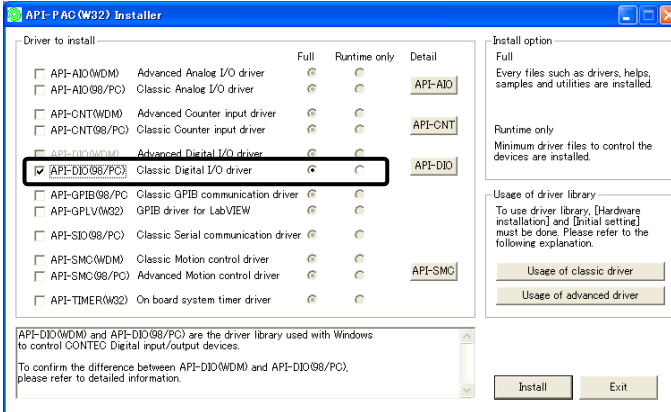 API-PAC(W32) Installer
Driver to install
Full Runtime only Detail
API-AIO(WDM) Advanced Analog I/O driver
API-AIO(98/PC) Classic Analog I/O driver
API-AIO
API-CNT(WDM) Advanced Counter input driver
API-CNT(98/PC) Classic Counter input driver
API-CNT
API-DIO(WDM) Advanced Digital I/O driver
API-DIO(98/PC) Classic Digital I/O driver
API-DIO
API-GPIB(98/PC Classic GPIB communication driver
API-GPLV(W32) GPIB driver for LabVIEW
API-SIO(98/PC) Classic Serial communication driver
API-SMC(WDM) Classic Motion control driver
API-SMC(98/PC) Advanced Motion control driver
API-SMC
API-TIMER(W32) On board system timer driver
Install option
Full
Every files such as drivers, helps,
samples and utilities are installed.
Runtime only
Minimum driver files to control the
devices are installed.
Usage of driver library
To use driver library, [Hardware
installation] and [Initial setting]
must be done. Please refer to the
following explanation.
Usage of classic driver
Usage of advanced driver
API-DIO(WDM) and API-DIO(98/PC) are the driver library used with Windows
to control CONTEC Digital input/output devices.
To confirm the difference between API-DIO(WDM) and API-DIO(98/PC),
please refer to detailed information.
Install Exit